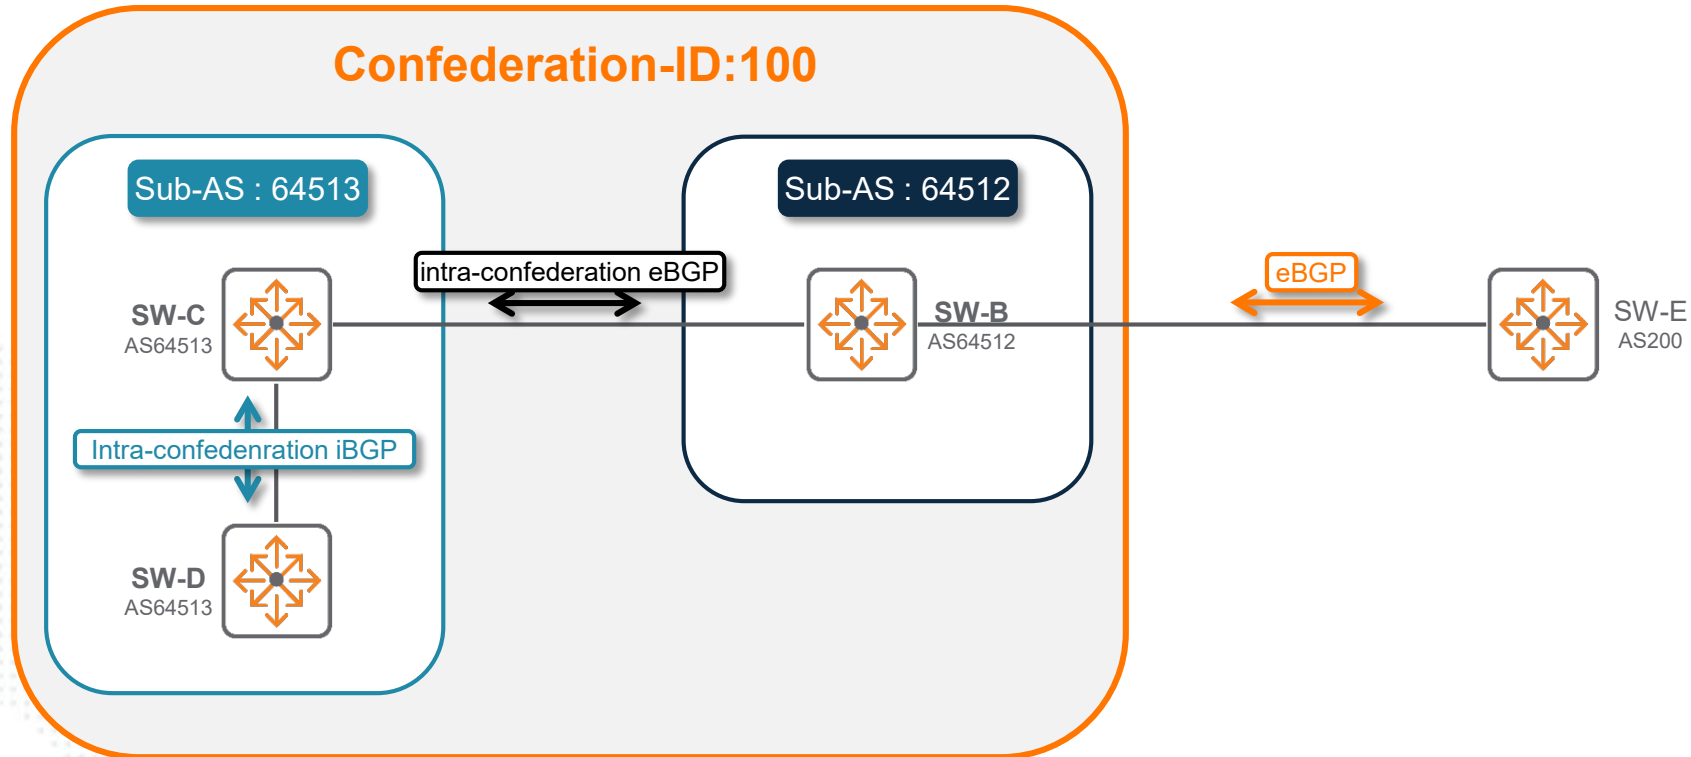 Confederation-ID:100
Sub-AS : 64513
Sub-AS : 64512
intra-confederation eBGP
eBGP
SW-C
AS64513
SW-B
AS64512
SW-E
AS200
Intra-confedenration iBGP
SW-D
AS64513